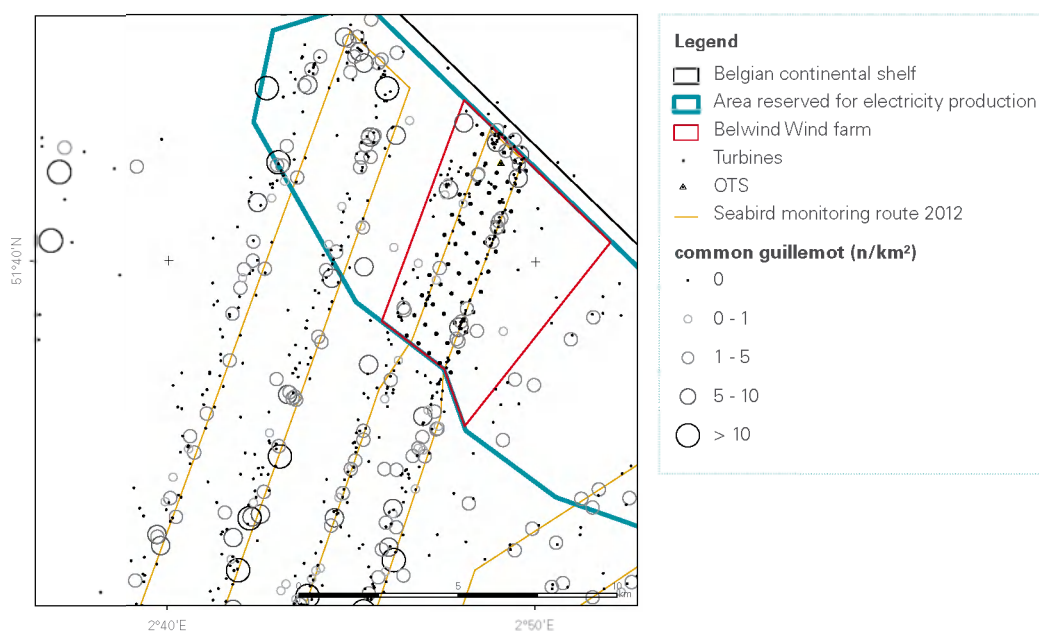 51°40'N
2°40'E
2°50'E
0
5
10
km
Legend
Belgian continental shelf
Area reserved for electricity production
Belwind Wind farm
Turbines
OTS
Seabird monitoring route 2012
common guillemot (n/km²)
0
0 - 1
1 - 5
5 - 10
> 10